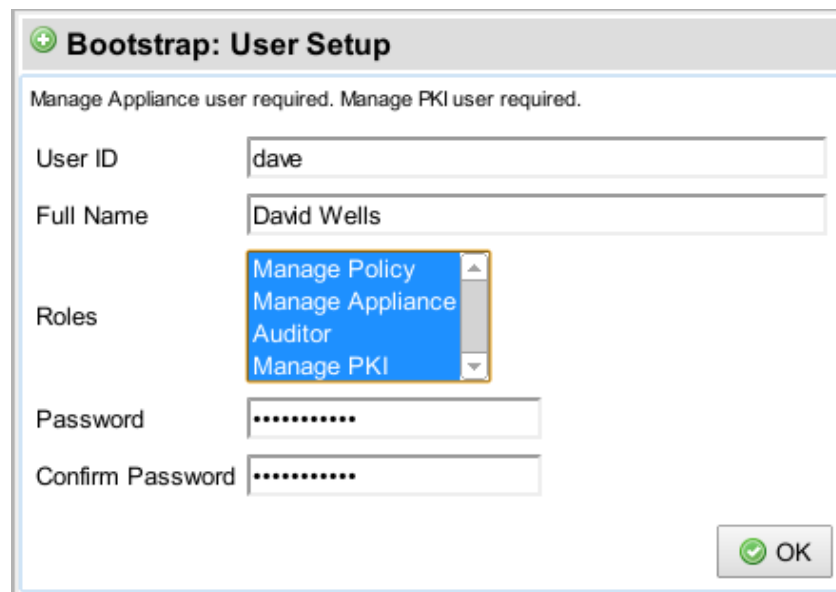 Bootstrap: User Setup
Manage Appliance user required. Manage PKI user required.
User ID dave
Full Name David Wells
Roles
Manage Policy
Manage Appliance
Auditor
Manage PKI
Password •••••••••••
Confirm Password •••••••••••
OK